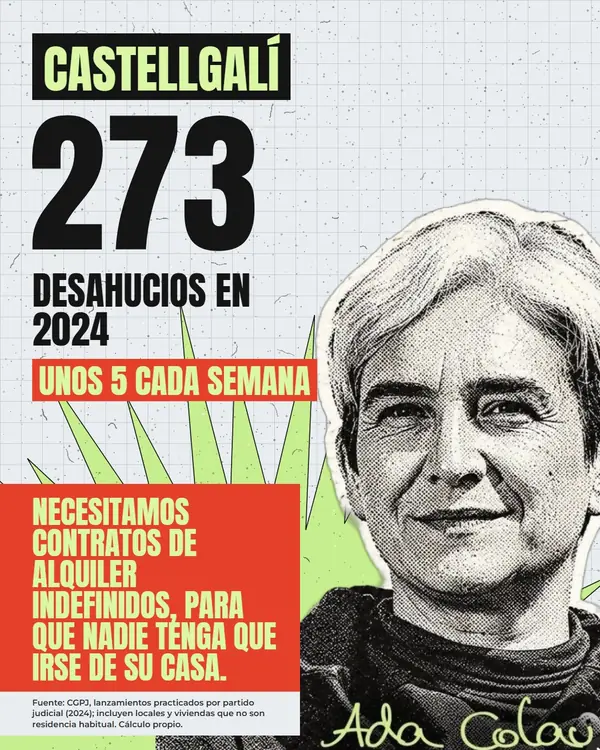 CASTELLGALÍ
273
DESAHUCIOS EN
2024
UNOS 5 CADA SEMANA
NECESITAMOS
CONTRATOS DE
ALQUILER
INDEFINIDOS, PARA
QUE NADIE TENGA QUE
IRSE DE SU CASA.
Fuente: CGPJ, lanzamientos practicados por partido
judicial (2024); incluyen locales y viviendas que no son
residencia habitual. Cálculo propio.
Ada Colau